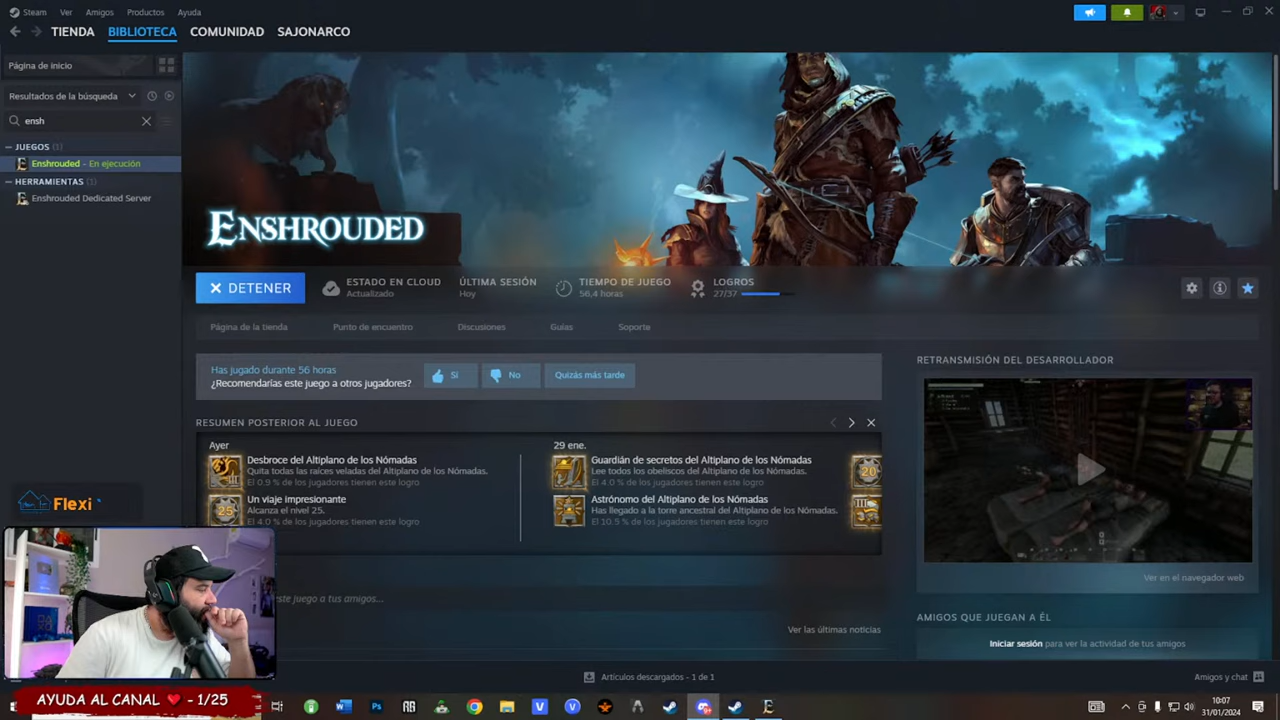 Steam Ver Amigos Productos Ayuda
TIENDA BIBLIOTECA COMUNIDAD SAJONARCO
Página de inicio
Resultados de la búsqueda
ensh
JUEGOS (1)
Enshrouded - En ejecución
HERRAMIENTAS (1)
Enshrouded Dedicated Server
ENSHROUDED
DETENER
ESTADO EN CLOUD
Actualizado
ÚLTIMA SESIÓN
Hoy
TIEMPO DE JUEGO
56,4 horas
LOGROS
27/37
Página de la tienda Punto de encuentro Discusiones Guías Soporte
Has jugado durante 56 horas
¿Recomendarías este juego a otros jugadores?
Sí No Quizás más tarde
RESUMEN POSTERIOR AL JUEGO
Ayer
Desbroce del Altiplano de los Nómadas
Quita todas las raíces veladas del Altiplano de los Nómadas.
El 0.9 % de los jugadores tienen este logro
25
Un viaje impresionante
Alcanza el nivel 25.
El 4.0 % de los jugadores tienen este logro
29 ene.
Guardián de secretos del Altiplano de los Nómadas
Lee todos los obeliscos del Altiplano de los Nómadas.
El 4.0 % de los jugadores tienen este logro
Astrónomo del Altiplano de los Nómadas
Has llegado a la torre ancestral del Altiplano de los Nómadas.
El 10.5 % de los jugadores tienen este logro
20
este juego a tus amigos...
Ver las últimas noticias
RETRANSMISIÓN DEL DESARROLLADOR
Ver en el navegador web
AMIGOS QUE JUEGAN A ÉL
Iniciar sesión para ver la actividad de tus amigos
Flexi
AYUDA AL CANAL ❤ - 1/25
Artículos descargados - 1 de 1
Amigos y chat
10:07
31/01/2024